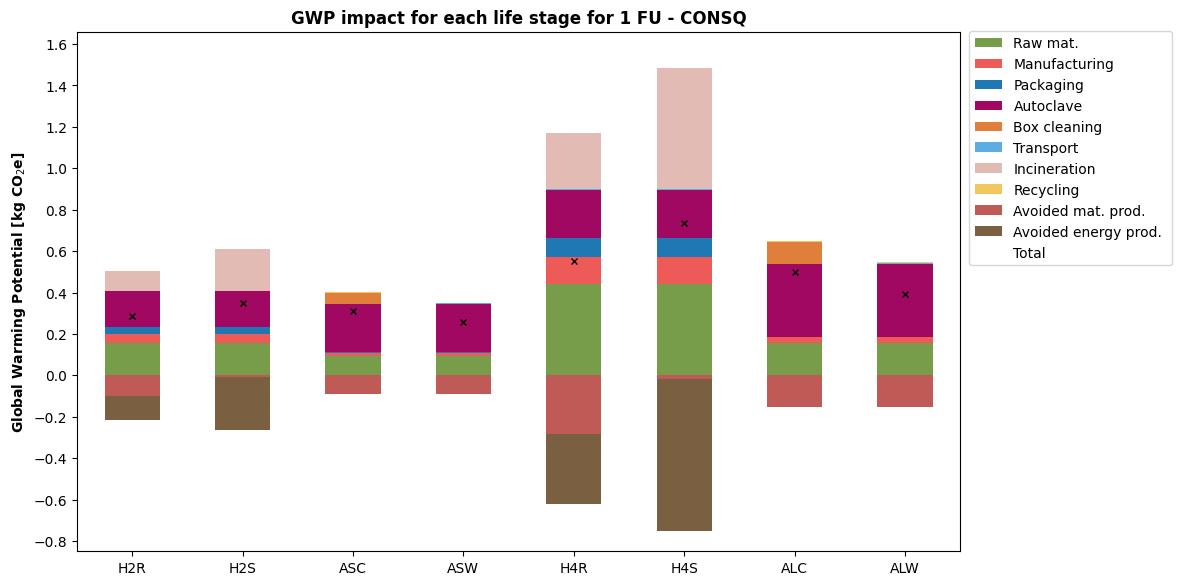 GWP impact for each life stage for 1 FU - CONSQ
Global Warming Potential [kg CO₂e]
1.6
1.4
1.2
1.0
0.8
0.6
0.4
0.2
0.0
−0.2
−0.4
−0.6
−0.8
H2R
H2S
ASC
ASW
H4R
H4S
ALC
ALW
Raw mat.
Manufacturing
Packaging
Autoclave
Box cleaning
Transport
Incineration
Recycling
Avoided mat. prod.
Avoided energy prod.
Total